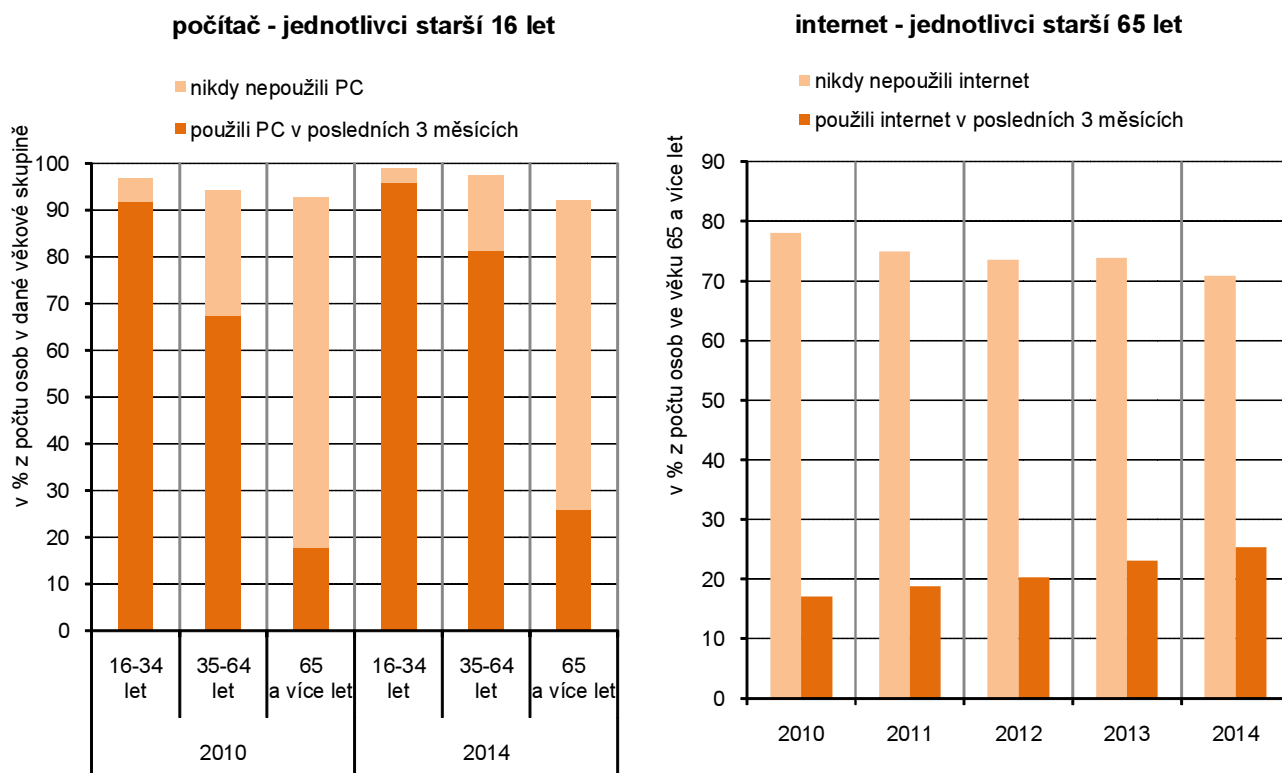 počítač - jednotlivci starší 16 let
nikdy nepoužili PC
použili PC v posledních 3 měsících
v % z počtu osob v dané věkové skupině
100
90
80
70
60
50
40
30
20
10
0
16-34 let
35-64 let
65 a více let
16-34 let
35-64 let
65 a více let
2010
2014
internet - jednotlivci starší 65 let
nikdy nepoužili internet
použili internet v posledních 3 měsících
v % z počtu osob ve věku 65 a více let
90
80
70
60
50
40
30
20
10
0
2010
2011
2012
2013
2014